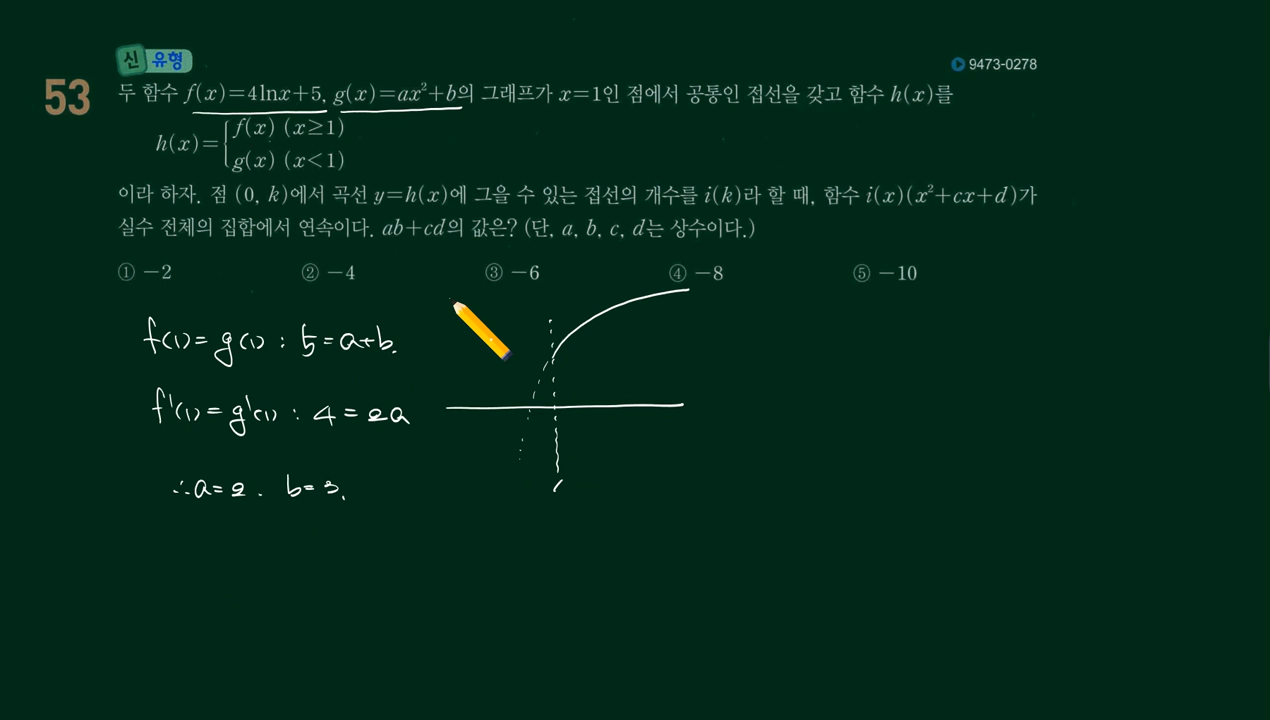 신 유형
9473-0278
53 두 함수 f(x)=4lnx+5, g(x)=ax²+b의 그래프가 x=1인 점에서 공통인 접선을 갖고 함수 h(x)를
h(x)={f(x) (x≥1)
g(x) (x<1)
이라 하자. 점 (0, k)에서 곡선 y=h(x)에 그을 수 있는 접선의 개수를 i(k)라 할 때, 함수 i(x)(x²+cx+d)가
실수 전체의 집합에서 연속이다. ab+cd의 값은? (단, a, b, c, d는 상수이다.)
① −2 ② −4 ③ −6 ④ −8 ⑤ −10
f(1)=g(1) : 5=a+b.
f'(1)=g'(1) : 4=2a
∴a=2. b=3.